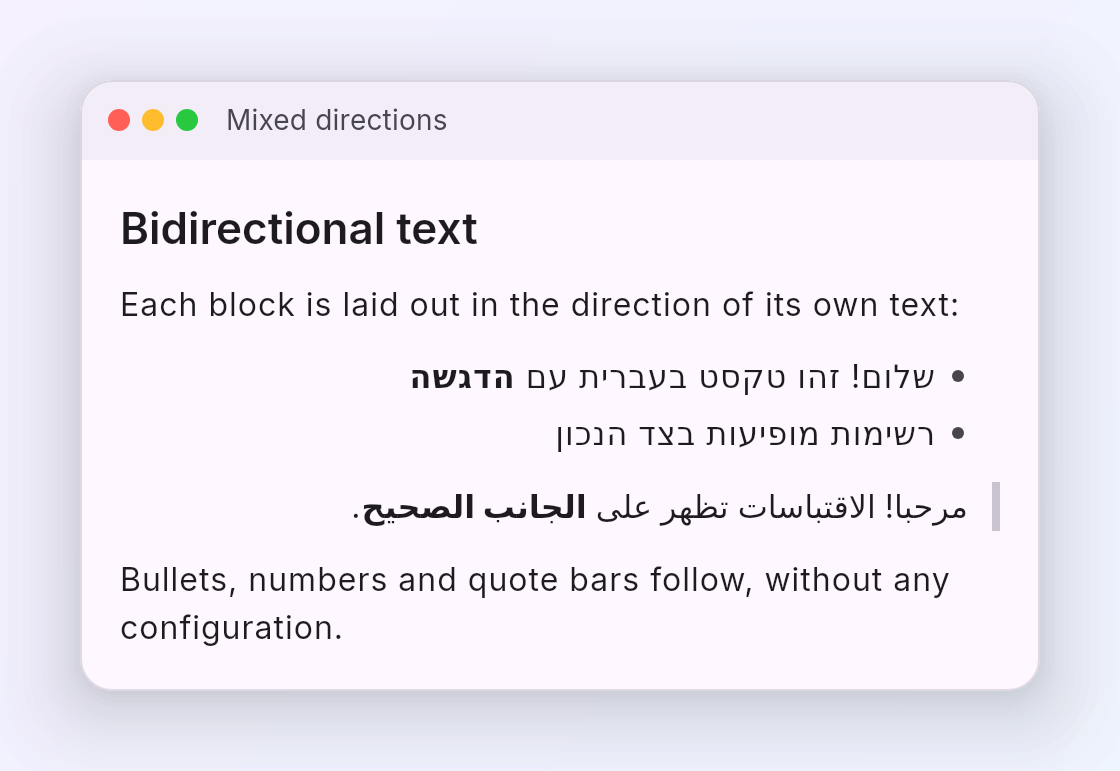 Mixed directions
Bidirectional text
Each block is laid out in the direction of its own text:
שלום! זהו טקסט בעברית עם הדגשה
רשימות מופיעות בצד הנכון
مرحبا! الاقتباسات تظهر على الجانب الصحيح.
Bullets, numbers and quote bars follow, without any
configuration.